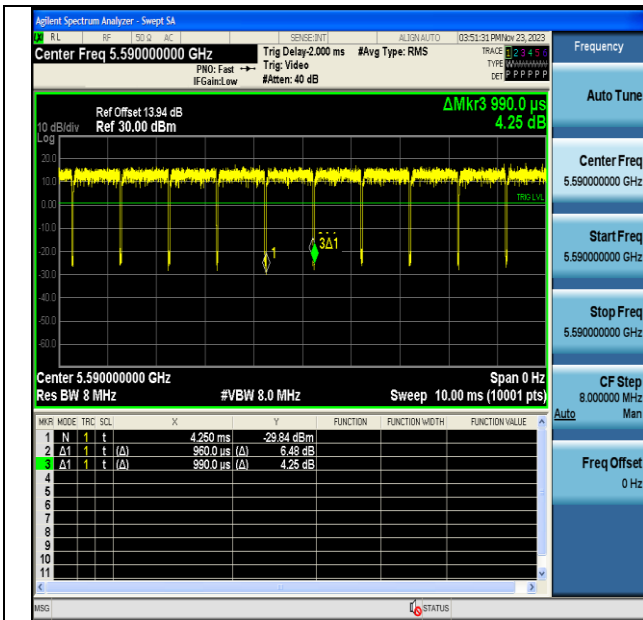 Agilent Spectrum Analyzer - Swept SA
RL RF 50 Ω AC SENSE:INT ALIGN AUTO 03:51:31 PM Nov 23, 2023
Center Freq 5.590000000 GHz
Trig Delay-2.000 ms #Avg Type: RMS
TRACE 1 2 3 4 5 6
PNO: Fast Trig: Video
TYPE WWWWWW
IFGain:Low #Atten: 40 dB
DET P P P P P P
ΔMkr3 990.0 µs
4.25 dB
Ref Offset 13.94 dB
10 dB/div Ref 30.00 dBm
Log
20.0
10.0
0.00
TRIG LVL
-10.0
-20.0
-30.0
-40.0
-50.0
-60.0
1
3Δ1
Center 5.590000000 GHz Span 0 Hz
Res BW 8 MHz #VBW 8.0 MHz Sweep 10.00 ms (10001 pts)
MKR MODE TRC SCL X Y FUNCTION FUNCTION WIDTH FUNCTION VALUE
1 N 1 t 4.250 ms -29.84 dBm
2 Δ1 1 t (Δ) 960.0 µs (Δ) 6.48 dB
3 Δ1 1 t (Δ) 990.0 µs (Δ) 4.25 dB
4
5
6
7
8
9
10
11
MSG STATUS
Frequency
Auto Tune
Center Freq
5.590000000 GHz
Start Freq
5.590000000 GHz
Stop Freq
5.590000000 GHz
CF Step
8.000000 MHz
Auto Man
Freq Offset
0 Hz